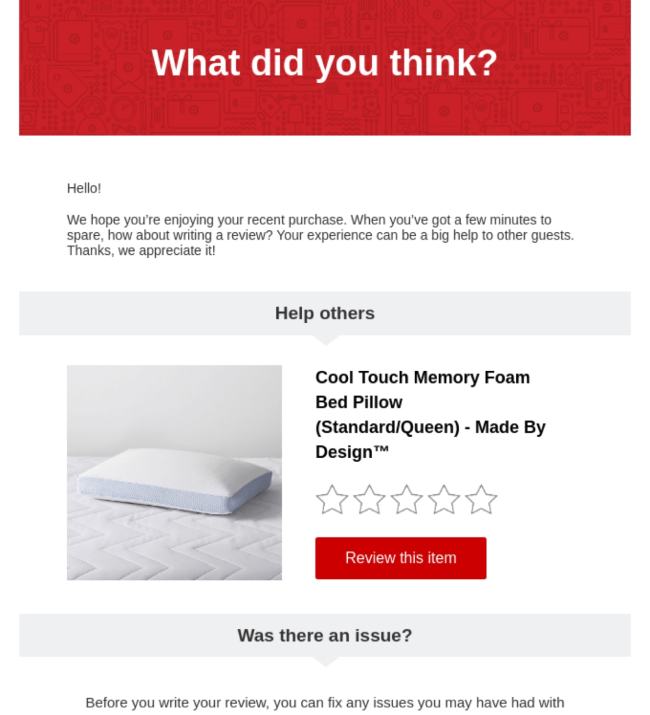 What did you think?
Hello!
We hope you’re enjoying your recent purchase. When you’ve got a few minutes to
spare, how about writing a review? Your experience can be a big help to other guests.
Thanks, we appreciate it!
Help others
Cool Touch Memory Foam
Bed Pillow
(Standard/Queen) - Made By
Design™
Review this item
Was there an issue?
Before you write your review, you can fix any issues you may have had with